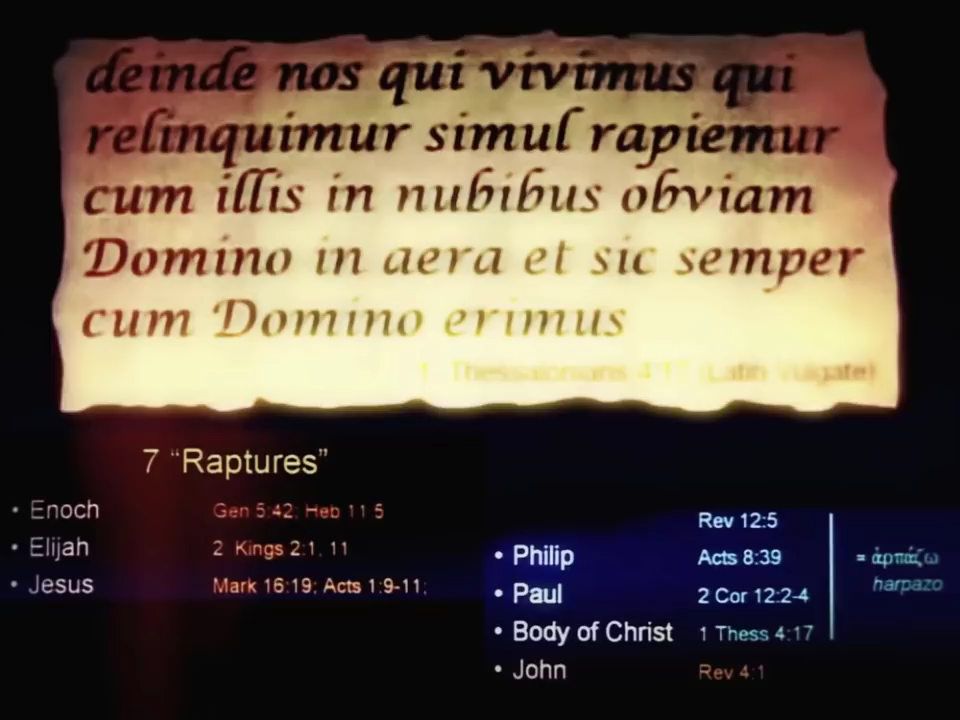 deinde nos qui vivimus qui
relinquimur simul rapiemur
cum illis in nubibus obviam
Domino in aera et sic semper
cum Domino erimus
1 Thessalonians 4:17 (Latin Vulgate)
7 “Raptures”
• Enoch Gen 5:42; Heb 11 5
• Elijah 2 Kings 2:1, 11
• Jesus Mark 16:19; Acts 1:9-11;
Rev 12:5
• Philip Acts 8:39 = ἁρπάζω
• Paul 2 Cor 12:2-4 harpazo
• Body of Christ 1 Thess 4:17
• John Rev 4:1